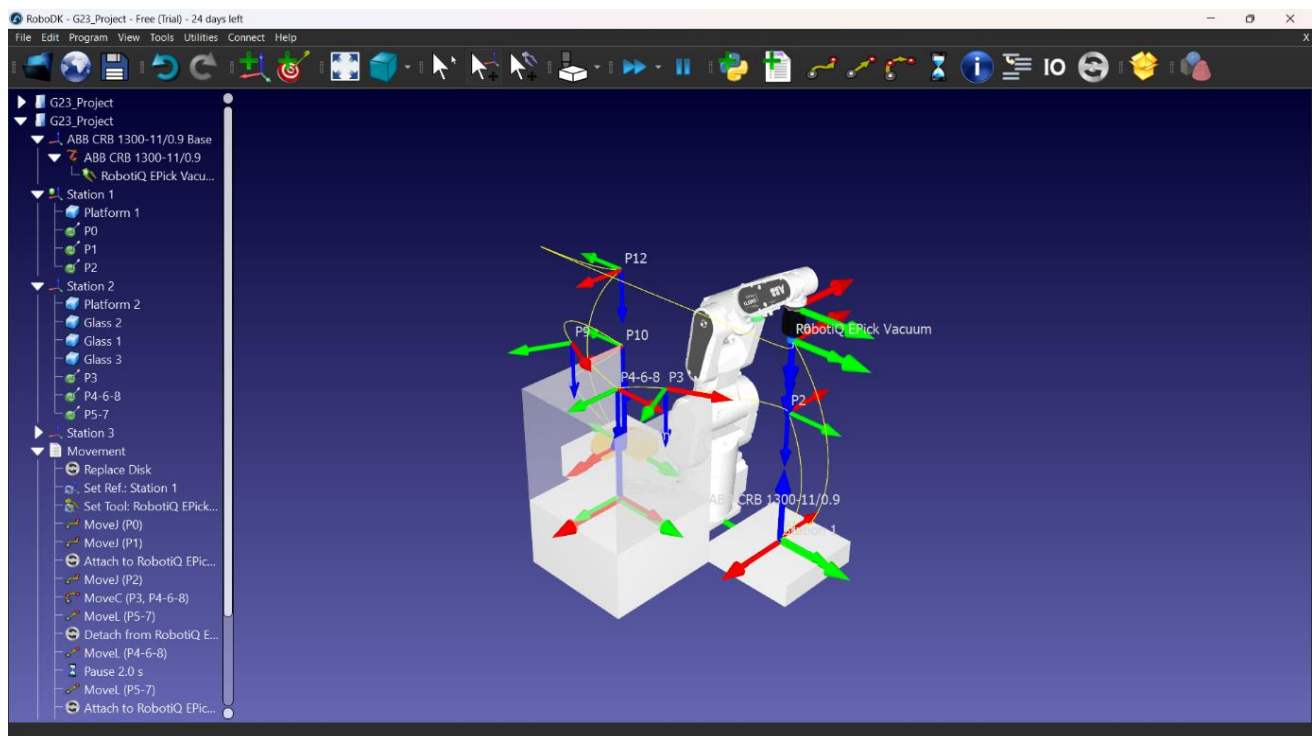 RoboDK - G23_Project - Free (Trial) - 24 days left
File Edit Program View Tools Utilities Connect Help
X
IO
G23_Project
G23_Project
ABB CRB 1300-11/0.9 Base
ABB CRB 1300-11/0.9
RobotiQ EPick Vacu...
Station 1
Platform 1
P0
P1
P2
Station 2
Platform 2
Glass 2
Glass 1
Glass 3
P3
P4-6-8
P5-7
Station 3
Movement
Replace Disk
Set Ref.: Station 1
Set Tool: RobotiQ EPick...
MoveJ (P0)
MoveJ (P1)
Attach to RobotiQ EPic...
MoveJ (P2)
MoveC (P3, P4-6-8)
MoveL (P5-7)
Detach from RobotiQ E...
MoveL (P4-6-8)
Pause 2.0 s
MoveL (P5-7)
Attach to RobotiQ EPic...
P12
ABB
RobotiQ EPick Vacuum
P9
P10
P4-6-8
P3
P2
ABB CRB 1300-11/0.9
Station 1